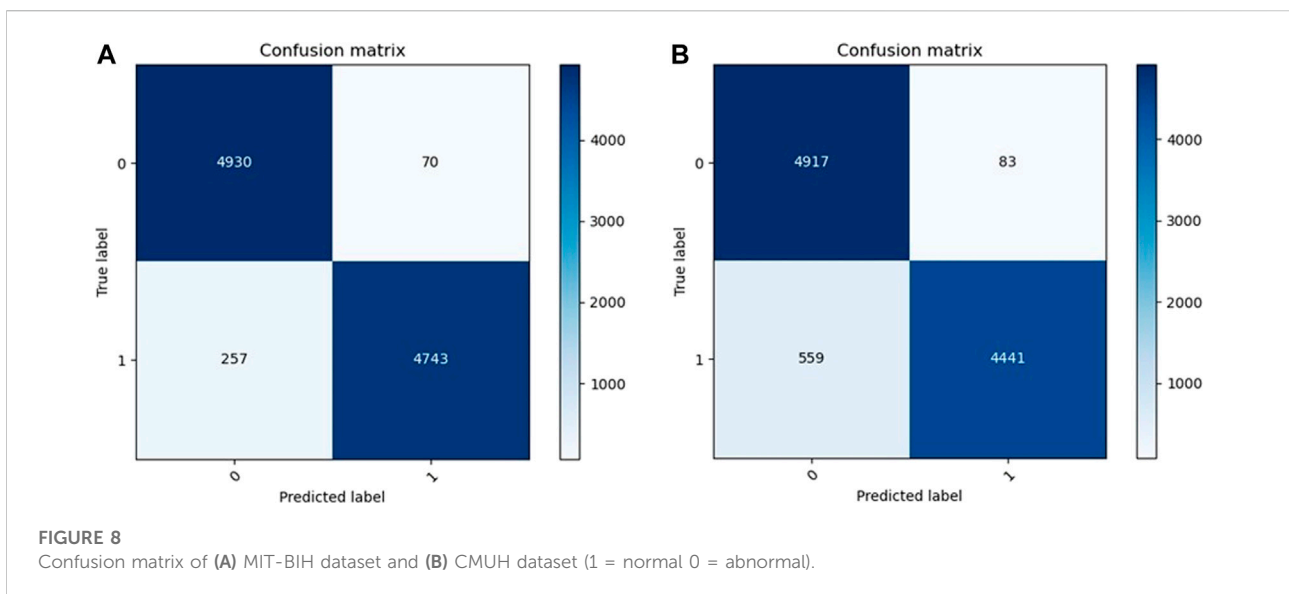 A
Confusion matrix
True label
0
1
4930
70
257
4743
0
1
Predicted label
4000
3000
2000
1000
B
Confusion matrix
True label
0
1
4917
83
559
4441
0
1
Predicted label
4000
3000
2000
1000
FIGURE 8
Confusion matrix of (A) MIT-BIH dataset and (B) CMUH dataset (1 = normal 0 = abnormal).